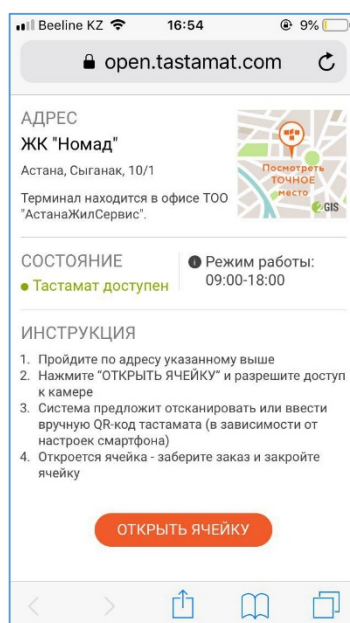 Beeline KZ 16:54 9%
open.tastamat.com
АДРЕС
ЖК "Номад"
Астана, Сыганак, 10/1
Терминал находится в офисе ТОО
"АстанаЖилСервис".
Посмотреть
ТОЧНОЕ
место
2GIS
СОСТОЯНИЕ
Тастамат доступен
Режим работы:
09:00-18:00
ИНСТРУКЦИЯ
1. Пройдите по адресу указанному выше
2. Нажмите "ОТКРЫТЬ ЯЧЕЙКУ" и разрешите доступ
к камере
3. Система предложит отсканировать или ввести
вручную QR-код тастамата (в зависимости от
настроек смартфона)
4. Откроется ячейка - заберите заказ и закройте
ячейку
ОТКРЫТЬ ЯЧЕЙКУ